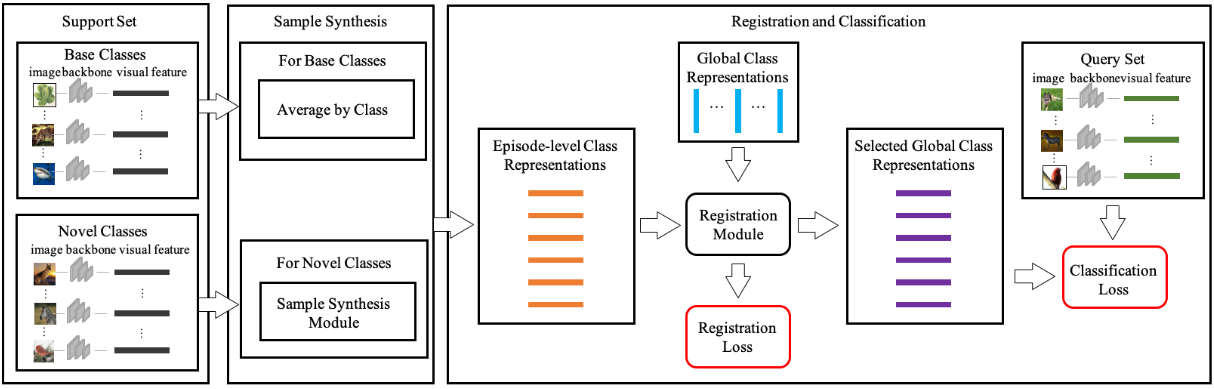 Support Set
Base Classes
image backbone visual feature
Novel Classes
image backbone visual feature
Sample Synthesis
For Base Classes
Average by Class
For Novel Classes
Sample Synthesis
Module
Registration and Classification
Episode-level Class
Representations
Global Class
Representations
... ...
Registration
Module
Registration
Loss
Selected Global Class
Representations
Query Set
image backbone visual feature
Classification
Loss